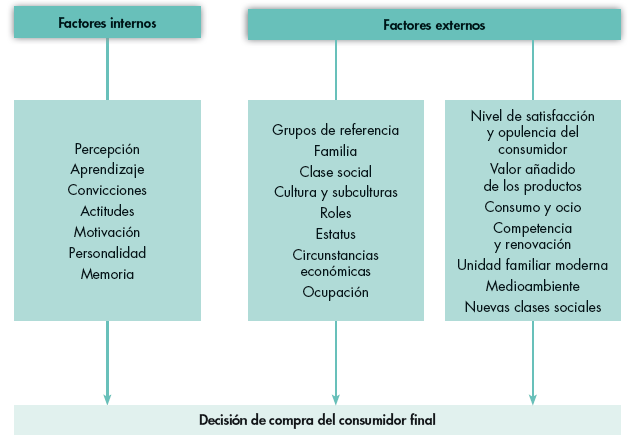 Factores internos
Factores externos
Percepción
Aprendizaje
Convicciones
Actitudes
Motivación
Personalidad
Memoria
Grupos de referencia
Familia
Clase social
Cultura y subculturas
Roles
Estatus
Circunstancias
económicas
Ocupación
Nivel de satisfacción
y opulencia del
consumidor
Valor añadido
de los productos
Consumo y ocio
Competencia
y renovación
Unidad familiar moderna
Medioambiente
Nuevas clases sociales
Decisión de compra del consumidor final